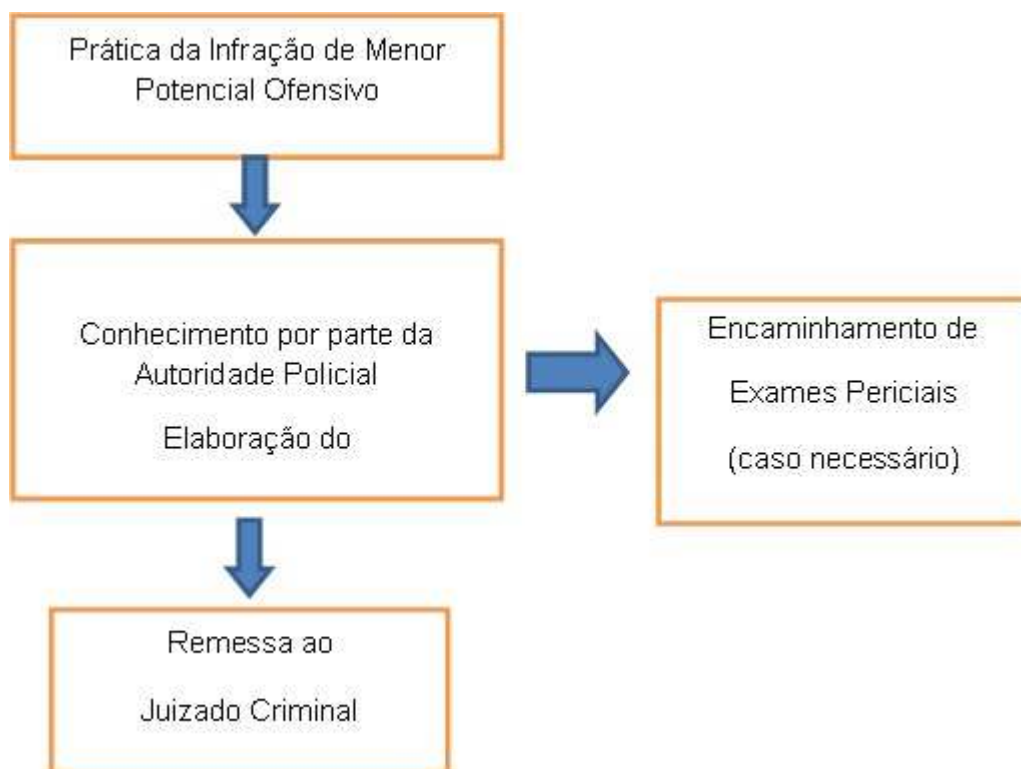 Prática da Infração de Menor
Potencial Ofensivo
Conhecimento por parte da
Autoridade Policial
Elaboração do
Encaminhamento de
Exames Periciais
(caso necessário)
Remessa ao
Juizado Criminal